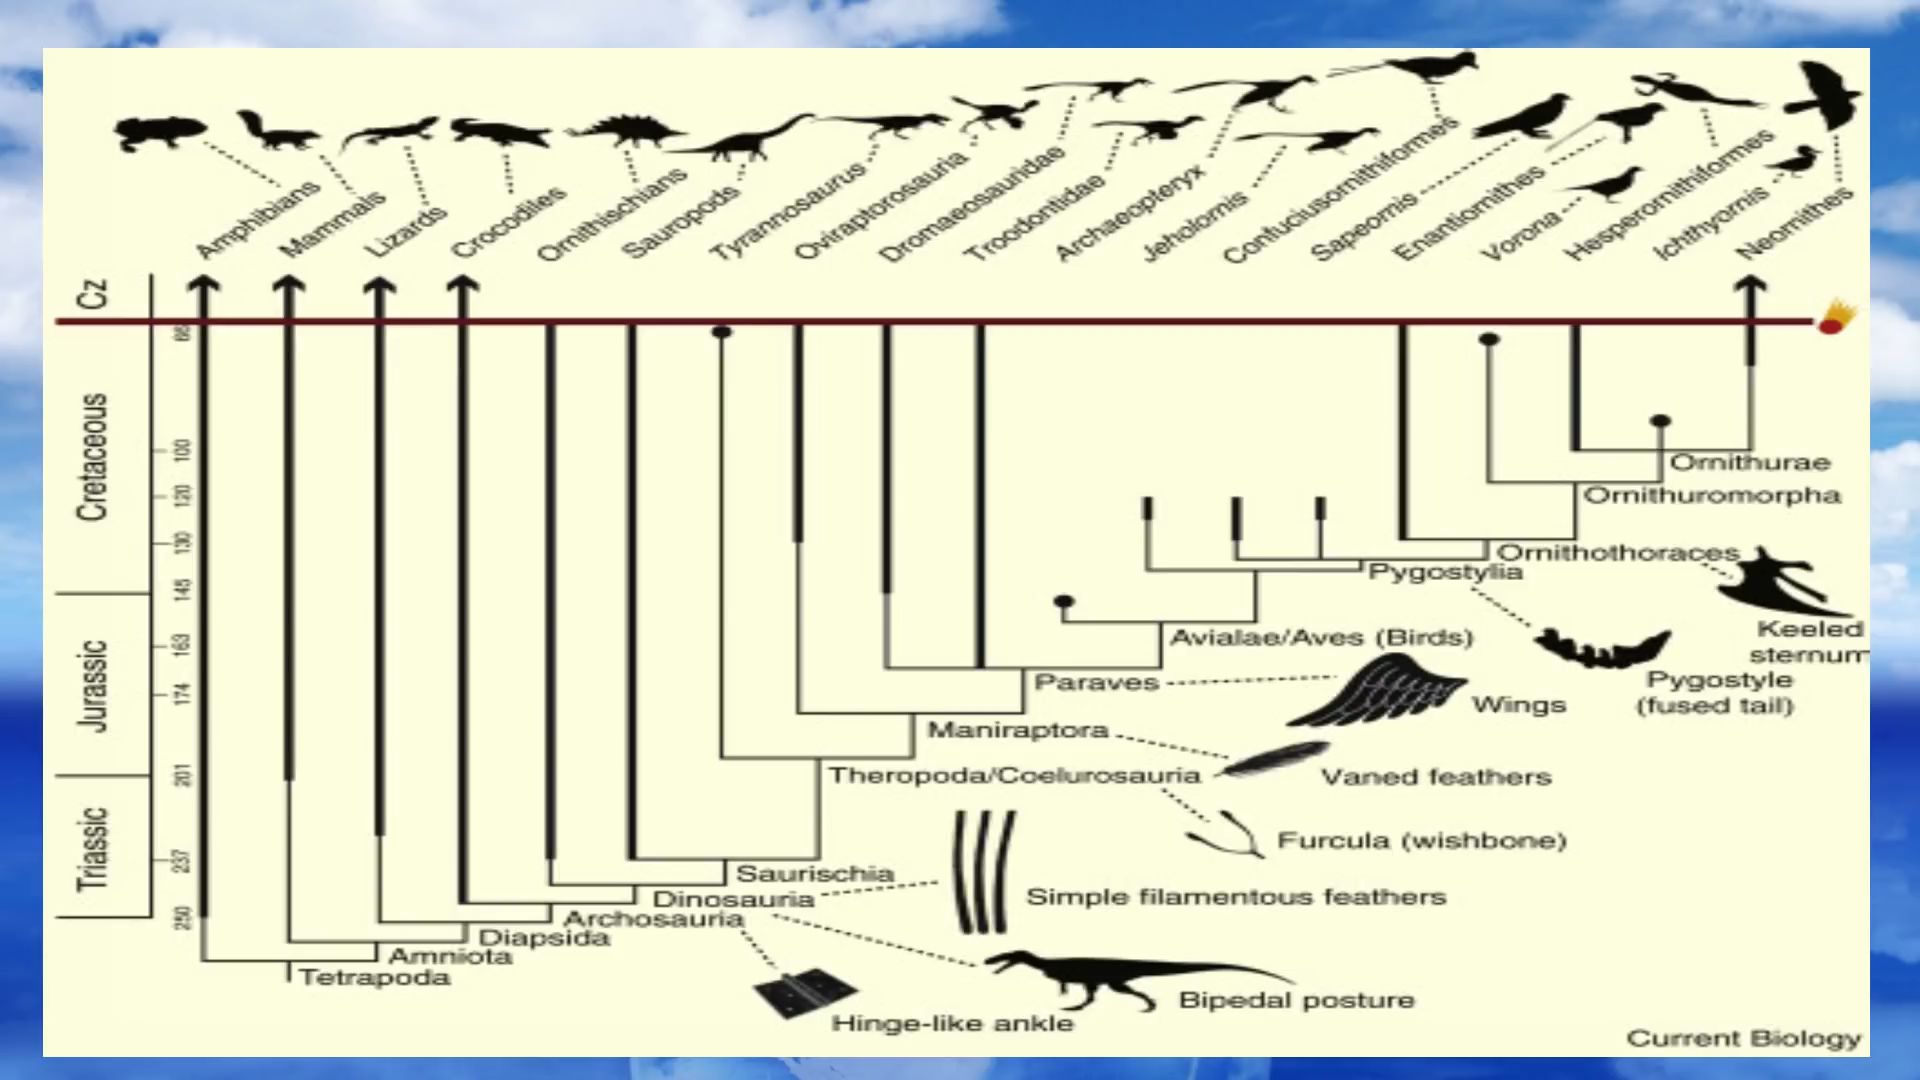 Amphibians
Mammals
Lizards
Crocodiles
Ornithischians
Sauropods
Tyrannosaurus
Oviraptorosauria
Dromaeosauridae
Troodontidae
Archaeopteryx
Jeholornis
Confuciusornithiformes
Sapeornis
Enantiornithes
Vorona
Hesperornithiformes
Ichthyornis
Neornithes
Cz
Cretaceous
Jurassic
Triassic
100
120
130
145
163
174
201
237
Ornithurae
Ornithuromorpha
Ornithothoraces
Pygostylia
Keeled
sternum
Avialae/Aves (Birds)
Pygostyle
(fused tail)
Paraves
Wings
Maniraptora
Theropoda/Coelurosauria
Vaned feathers
Furcula (wishbone)
Saurischia
Dinosauria
Simple filamentous feathers
Archosauria
Diapsida
Amniota
Tetrapoda
Bipedal posture
Hinge-like ankle
Current Biology